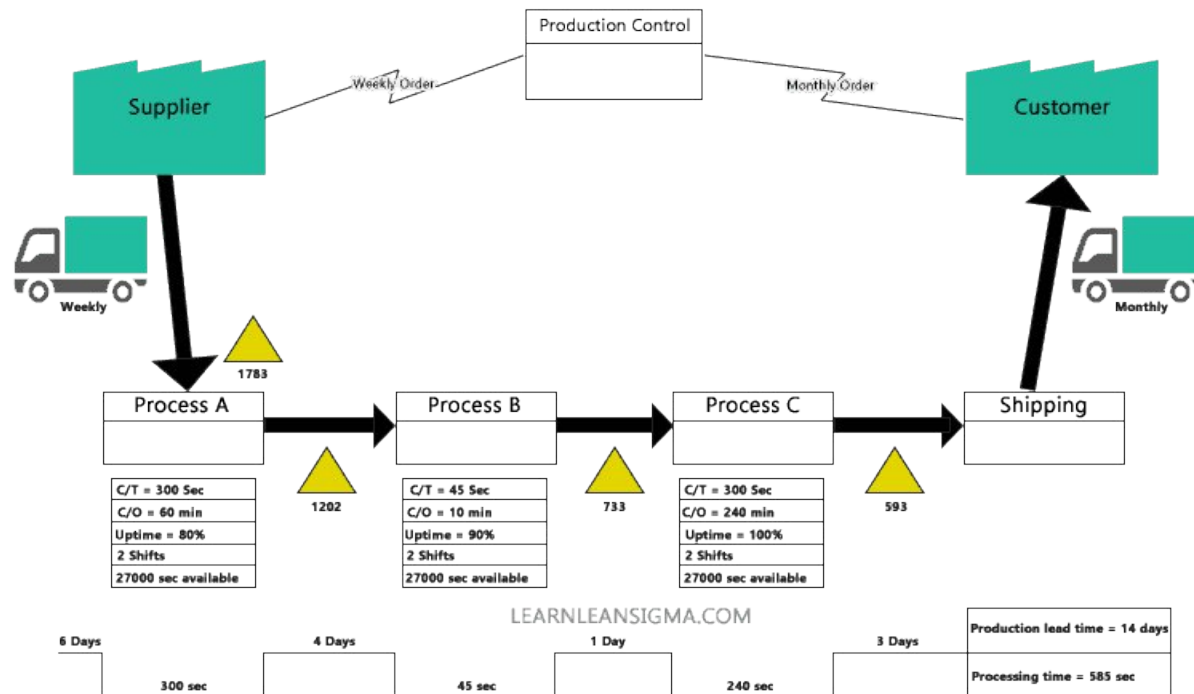 Production Control
Weekly Order
Monthly Order
Supplier
Customer
Weekly
Monthly
1783
Process A
Process B
Process C
Shipping
1202
733
593
C/T = 300 Sec
C/O = 60 min
Uptime = 80%
2 Shifts
27000 sec available
C/T = 45 Sec
C/O = 10 min
Uptime = 90%
2 Shifts
27000 sec available
C/T = 300 Sec
C/O = 240 min
Uptime = 100%
2 Shifts
27000 sec available
LEARNLEANSIGMA.COM
6 Days
4 Days
1 Day
3 Days
Production lead time = 14 days
300 sec
45 sec
240 sec
Processing time = 585 sec